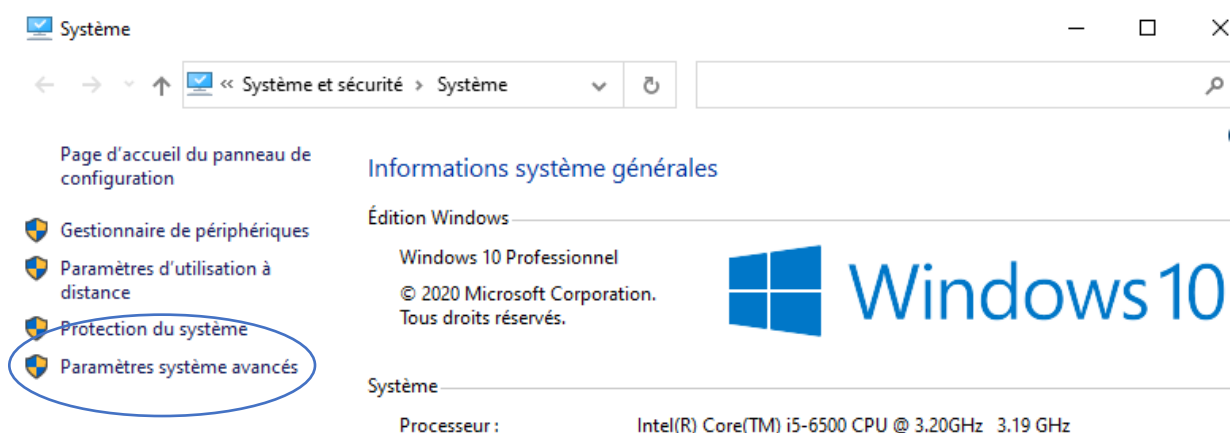 Système
« Système et sécurité > Système
Page d'accueil du panneau de
configuration
Gestionnaire de périphériques
Paramètres d'utilisation à
distance
Protection du système
Paramètres système avancés
Informations système générales
Édition Windows
Windows 10 Professionnel
© 2020 Microsoft Corporation.
Tous droits réservés.
Windows 10
Système
Processeur :
Intel(R) Core(TM) i5-6500 CPU @ 3.20GHz 3.19 GHz